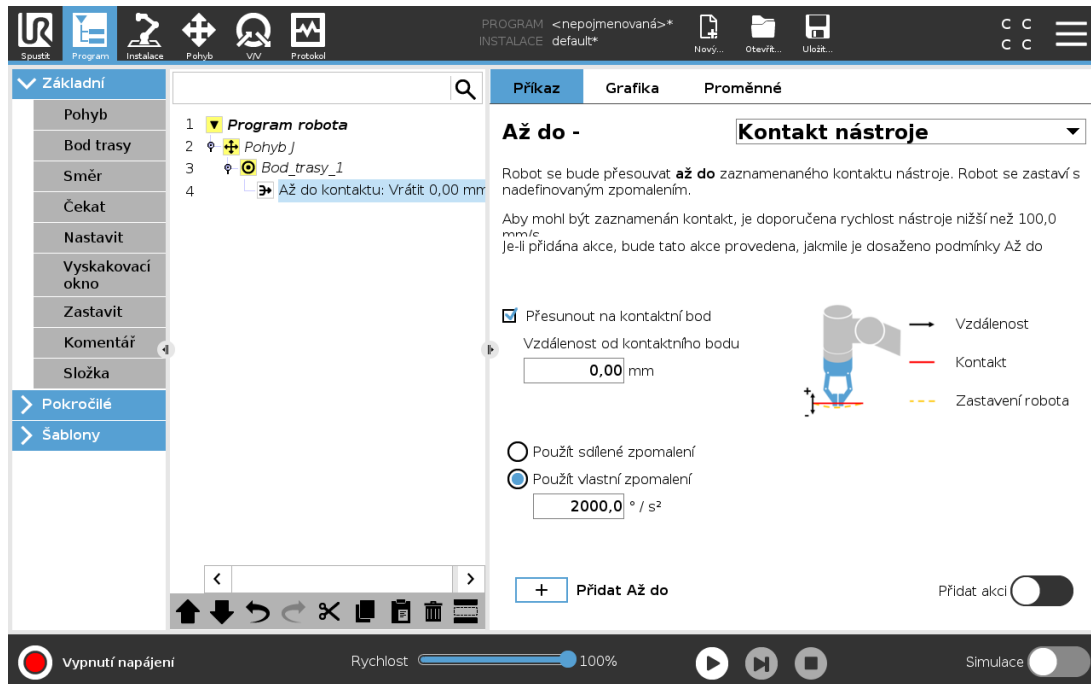 UR
Spustit
Program
Instalace
Pohyb
V/V
Protokol
PROGRAM <nepojmenovaná>*
INSTALACE default*
Nový...
Otevřít...
Uložit...
C C
C C
Základní
Pohyb
Bod trasy
Směr
Čekat
Nastavit
Vyskakovací
okno
Zastavit
Komentář
Složka
Pokročilé
Šablony
1 Program robota
2 Pohyb J
3 Bod_trasy_1
4 Až do kontaktu: Vrátit 0,00 mm
Příkaz Grafika Proměnné
Až do - Kontakt nástroje
Robot se bude přesouvat až do zaznamenaného kontaktu nástroje. Robot se zastaví s
nadefinovaným zpomalením.
Aby mohl být zaznamenán kontakt, je doporučena rychlost nástroje nižší než 100,0
mm/s
Je-li přidána akce, bude tato akce provedena, jakmile je dosaženo podmínky Až do
Přesunout na kontaktní bod
Vzdálenost od kontaktního bodu
0,00 mm
+
-
Vzdálenost
Kontakt
Zastavení robota
Použít sdílené zpomalení
Použít vlastní zpomalení
2000,0 ° / s²
+ Přidat Až do
Přidat akci
Vypnutí napájení
Rychlost 100%
Simulace